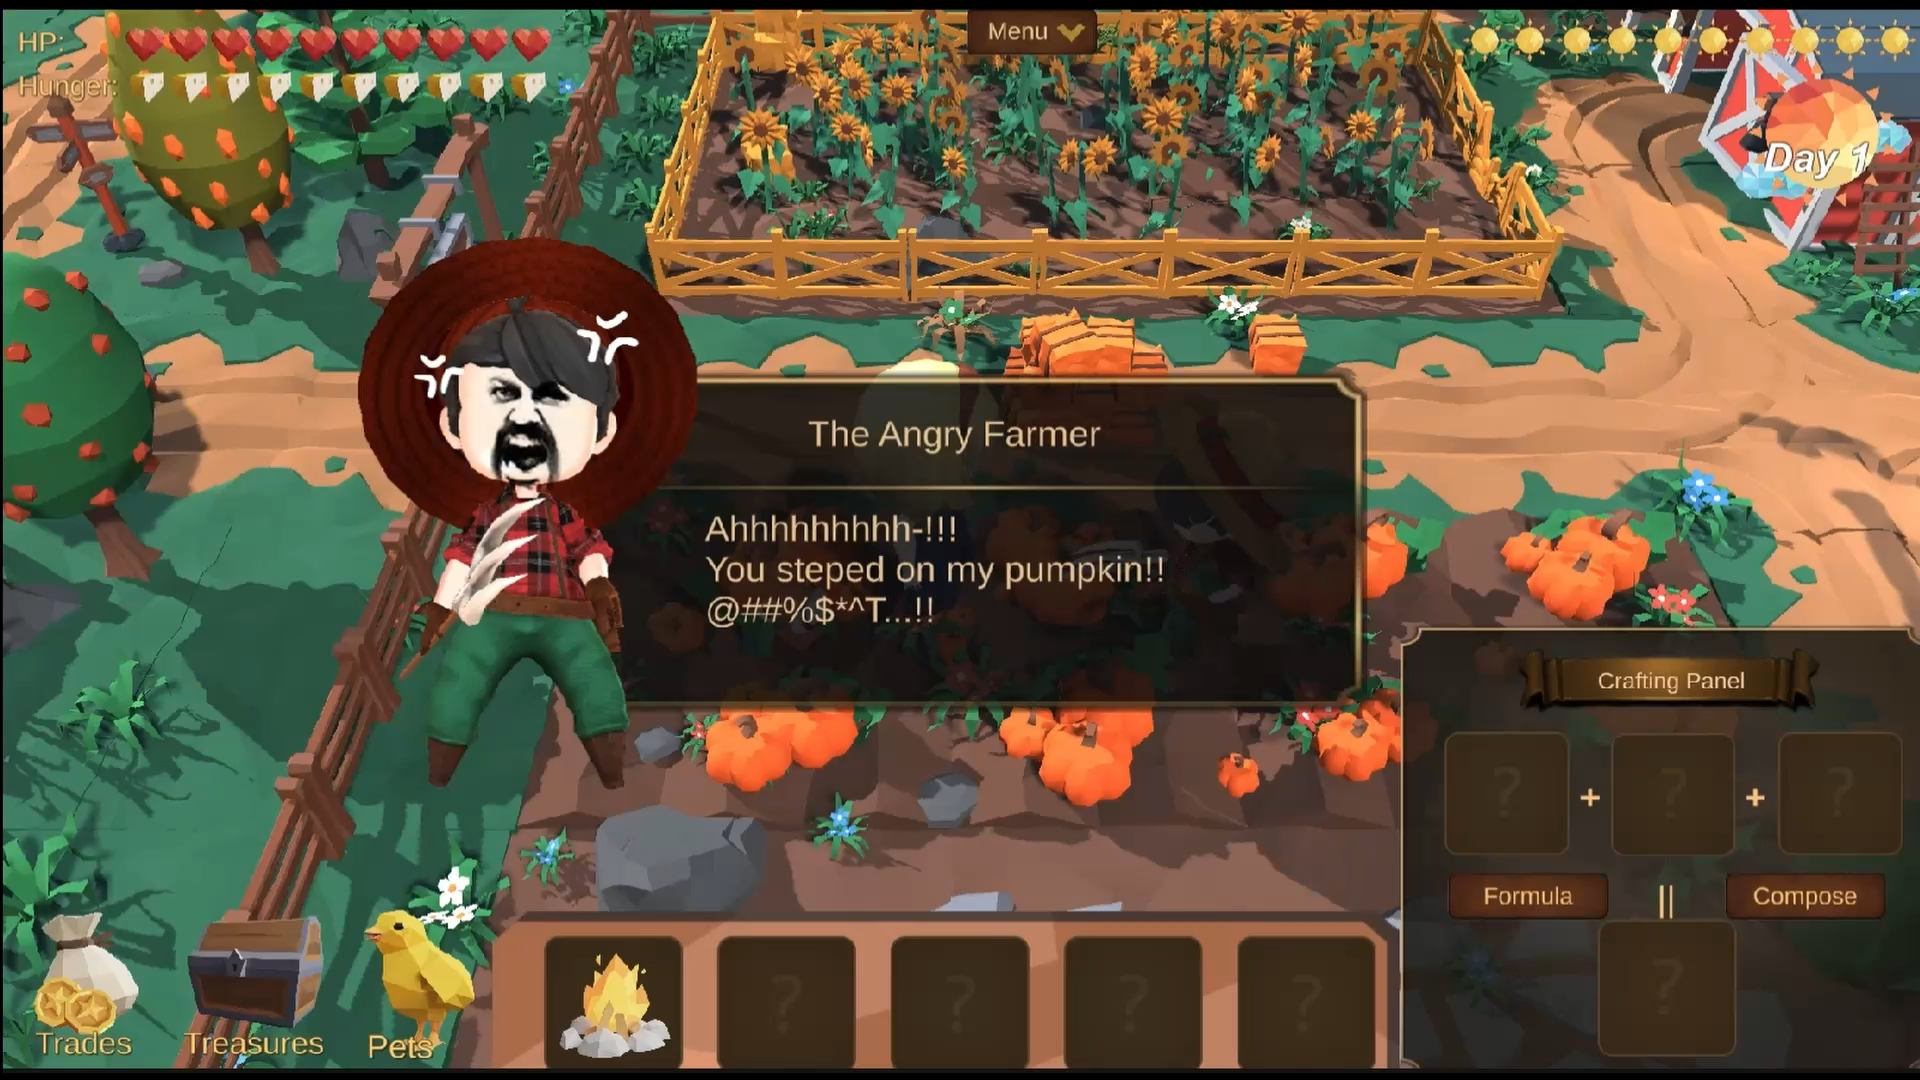 HP:
Menu
Hunger:
Day 1
The Angry Farmer
Ahhhhhhhhh-!!!
You steped on my pumpkin!!
@##%$*^T...!!
Crafting Panel
? + ? + ?
Formula || Compose
?
? ? ? ?
Trades Treasures Pets